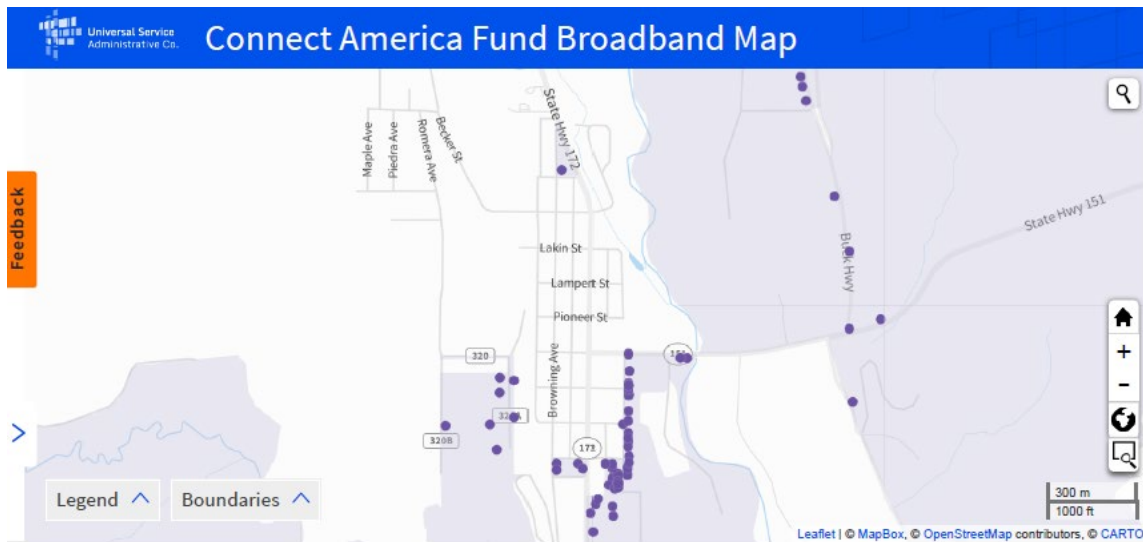 Universal Service
Administrative Co.
Connect America Fund Broadband Map
Feedback
Maple Ave
Piedra Ave
Romera Ave
Becker St
State Hwy 172
Lakin St
Lampert St
Pioneer St
Browning Ave
Buck Hwy
State Hwy 151
320
320B
172
+
−
Legend
Boundaries
300 m
1000 ft
Leaflet | © MapBox, © OpenStreetMap contributors, © CARTO